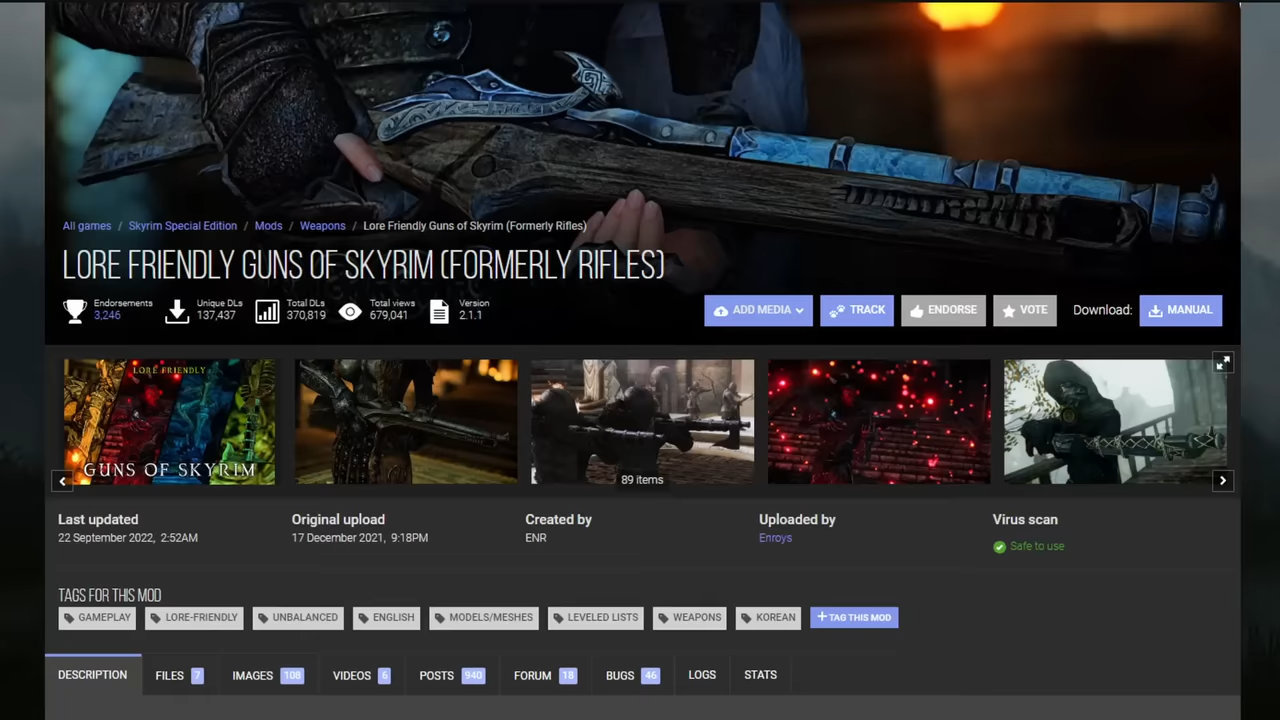 All games / Skyrim Special Edition / Mods / Weapons / Lore Friendly Guns of Skyrim (Formerly Rifles)
LORE FRIENDLY GUNS OF SKYRIM (FORMERLY RIFLES)
Endorsements
3,246
Unique DLs
137,437
Total DLs
370,819
Total views
679,041
Version
2.1.1
ADD MEDIA
TRACK
ENDORSE
VOTE
Download:
MANUAL
LORE FRIENDLY
GUNS OF SKYRIM
89 items
Last updated
22 September 2022, 2:52AM
Original upload
17 December 2021, 9:18PM
Created by
ENR
Uploaded by
Enroys
Virus scan
Safe to use
TAGS FOR THIS MOD
GAMEPLAY LORE-FRIENDLY UNBALANCED ENGLISH MODELS/MESHES LEVELED LISTS WEAPONS KOREAN + TAG THIS MOD
DESCRIPTION FILES 7 IMAGES 108 VIDEOS 6 POSTS 940 FORUM 18 BUGS 46 LOGS STATS